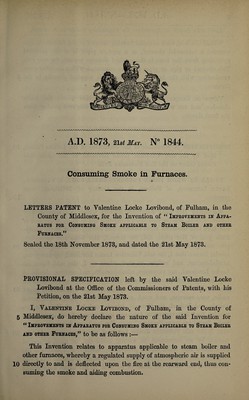 A.D. 1873, 21st MAY. N° 1844.
Consuming Smoke in Furnaces.
LETTERS PATENT to Valentine Locke Lovibond, of Fulham, in the
County of Middlesex, for the Invention of "IMPROVEMENTS IN APPA-
RATUS FOR CONSUMING SMOKE APPLICABLE TO STEAM BOILER AND OTHER
FURNACES."
Sealed the 18th November 1873, and dated the 21st May 1873.
PROVISIONAL SPECIFICATION left by the said Valentine Locke
Lovibond at the Office of the Commissioners of Patents, with his
Petition, on the 21st May 1873.
I, VALENTINE LOCKE LOVIBOND, of Fulham, in the County of
5 Middlesex, do hereby declare the nature of the said Invention for
"IMPROVEMENTS IN APPARATUS FOR CONSUMING SMOKE APPLICABLE TO STEAM BOILER
AND OTHER FURNACES," to be as follows :—
This Invention relates to apparatus applicable to steam boiler and
other furnaces, whereby a regulated supply of atmospheric air is supplied
10 directly to and is deflected upon the fire at the rearward end, thus con-
suming the smoke and aiding combustion.